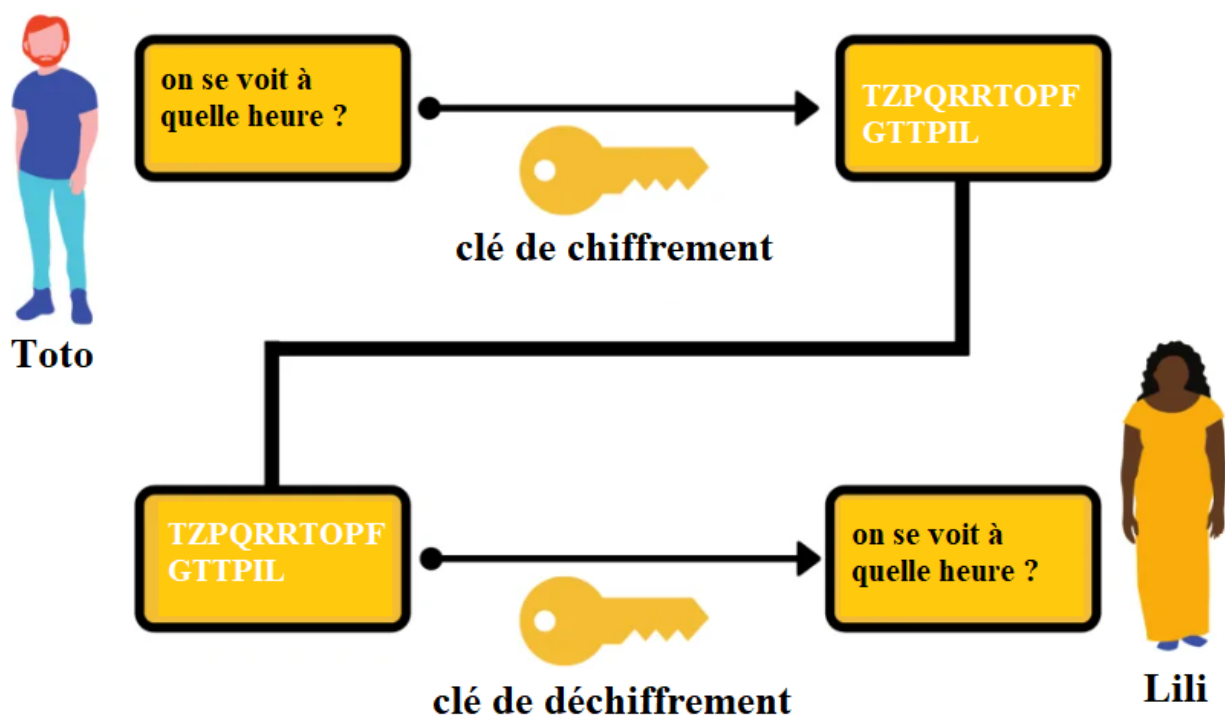 on se voit à
quelle heure ?
TZPQRRTOPF
GTTPIL
clé de chiffrement
Toto
TZPQRRTOPF
GTTPIL
on se voit à
quelle heure ?
clé de déchiffrement
Lili